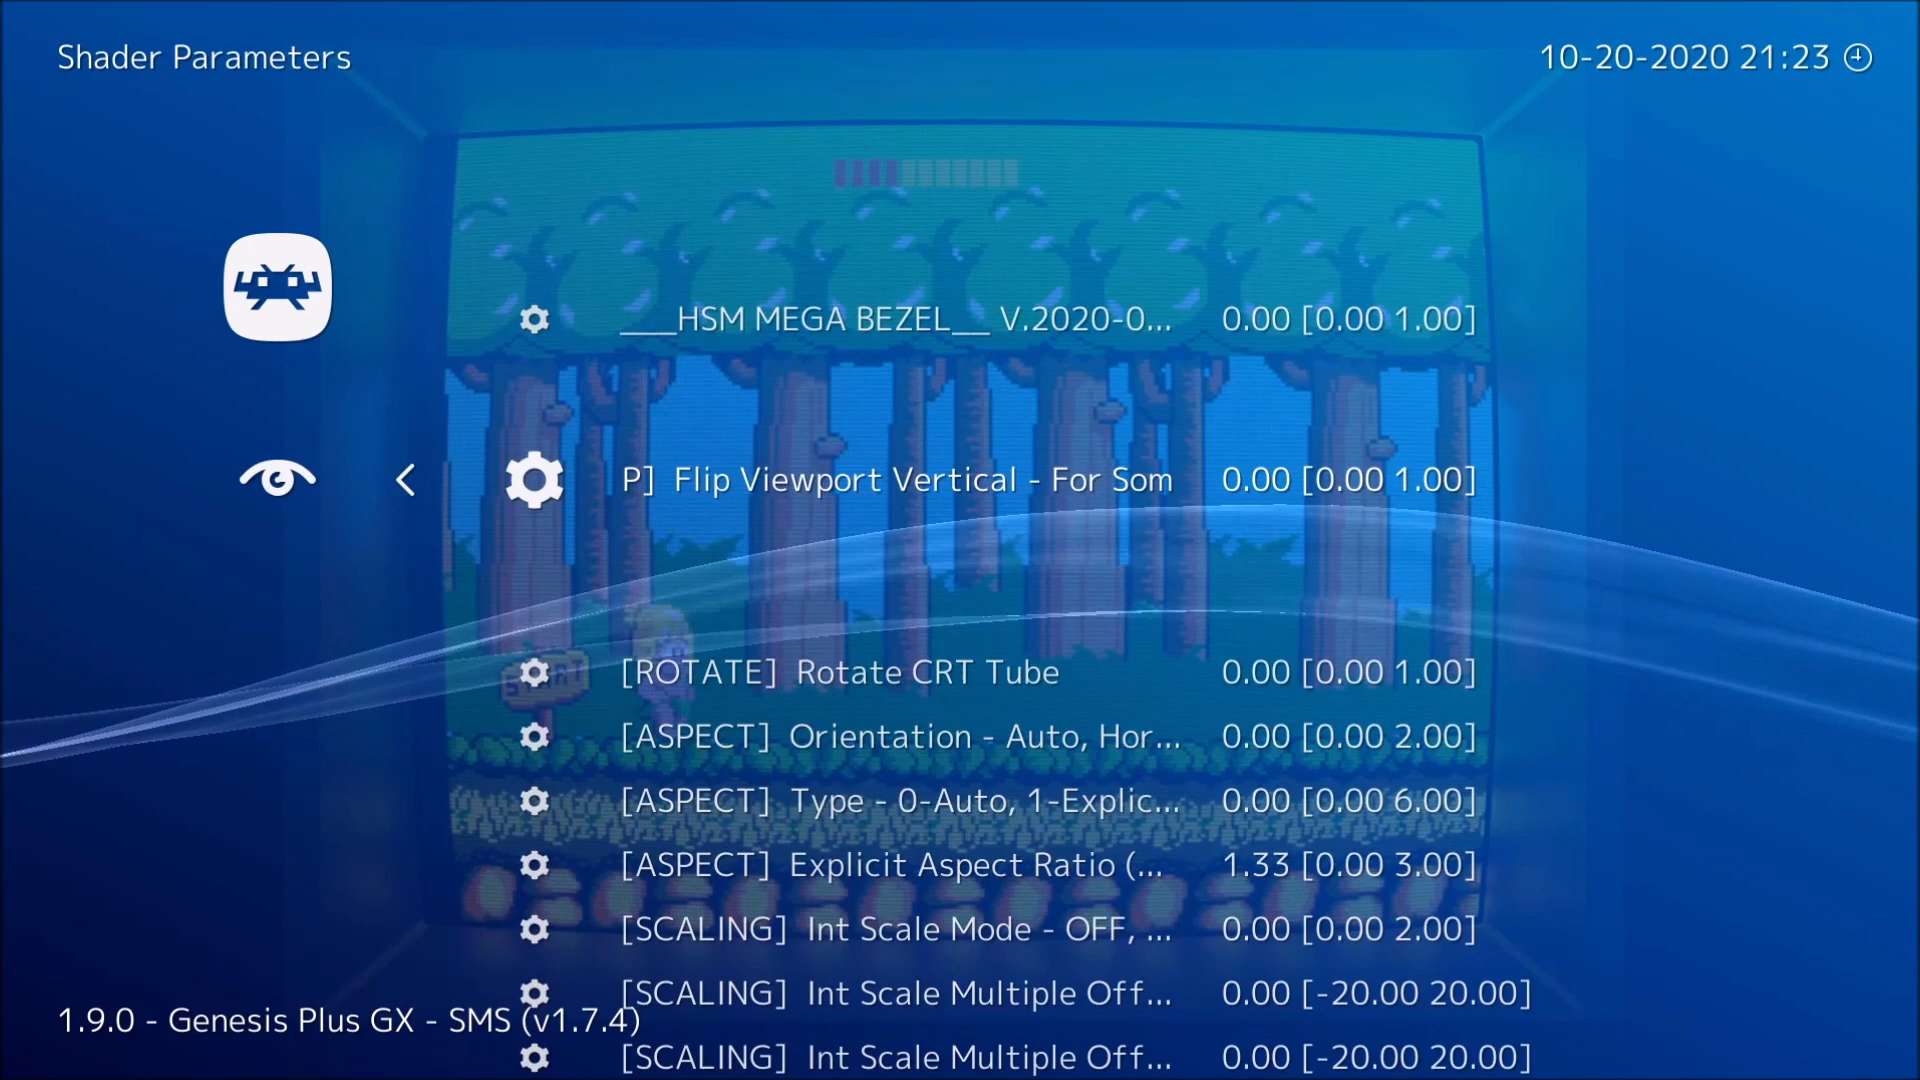 Shader Parameters
10-20-2020 21:23
___HSM MEGA BEZEL__ V.2020-0... 0.00 [0.00 1.00]
P] Flip Viewport Vertical - For Som 0.00 [0.00 1.00]
START
[ROTATE] Rotate CRT Tube 0.00 [0.00 1.00]
[ASPECT] Orientation - Auto, Hor... 0.00 [0.00 2.00]
[ASPECT] Type - 0-Auto, 1-Explic... 0.00 [0.00 6.00]
[ASPECT] Explicit Aspect Ratio (... 1.33 [0.00 3.00]
[SCALING] Int Scale Mode - OFF, ... 0.00 [0.00 2.00]
[SCALING] Int Scale Multiple Off... 0.00 [-20.00 20.00]
1.9.0 - Genesis Plus GX - SMS (v1.7.4)
[SCALING] Int Scale Multiple Off... 0.00 [-20.00 20.00]